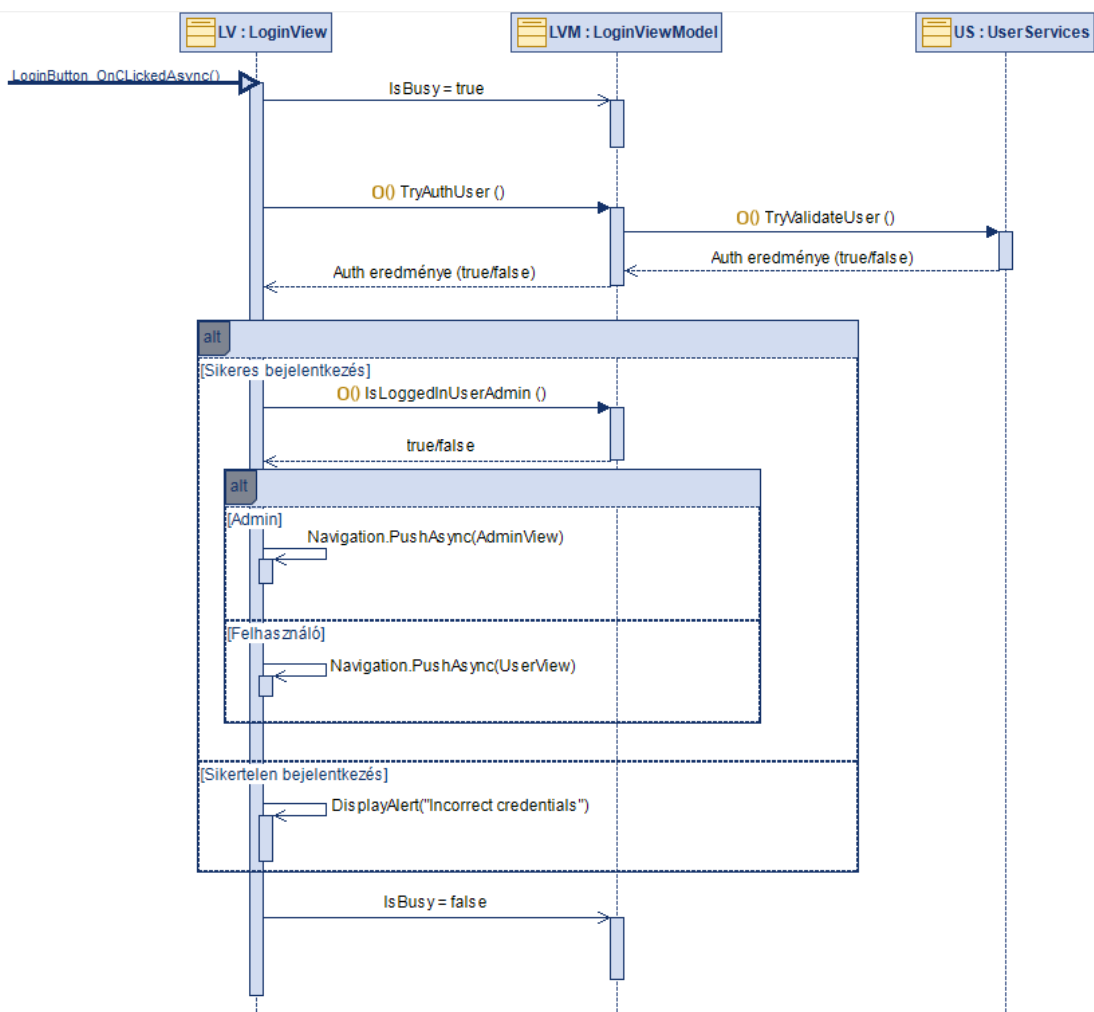 LV : LoginView
LVM : LoginViewModel
US : UserServices
LoginButton_OnCLickedAsync()
IsBusy = true
O() TryAuthUser ()
O() TryValidateUser ()
Auth eredménye (true/false)
Auth eredménye (true/false)
alt
[Sikeres bejelentkezés]
O() IsLoggedInUserAdmin ()
true/false
alt
[Admin]
Navigation.PushAsync(AdminView)
[Felhasználó]
Navigation.PushAsync(UserView)
[Sikertelen bejelentkezés]
DisplayAlert("Incorrect credentials")
IsBusy = false